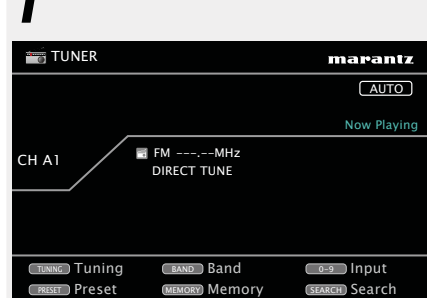 TUNER
marantz
AUTO
Now Playing
CH A1
FM ---.--MHz
DIRECT TUNE
TUNING Tuning
BAND Band
0-9 Input
PRESET Preset
MEMORY Memory
SEARCH Search